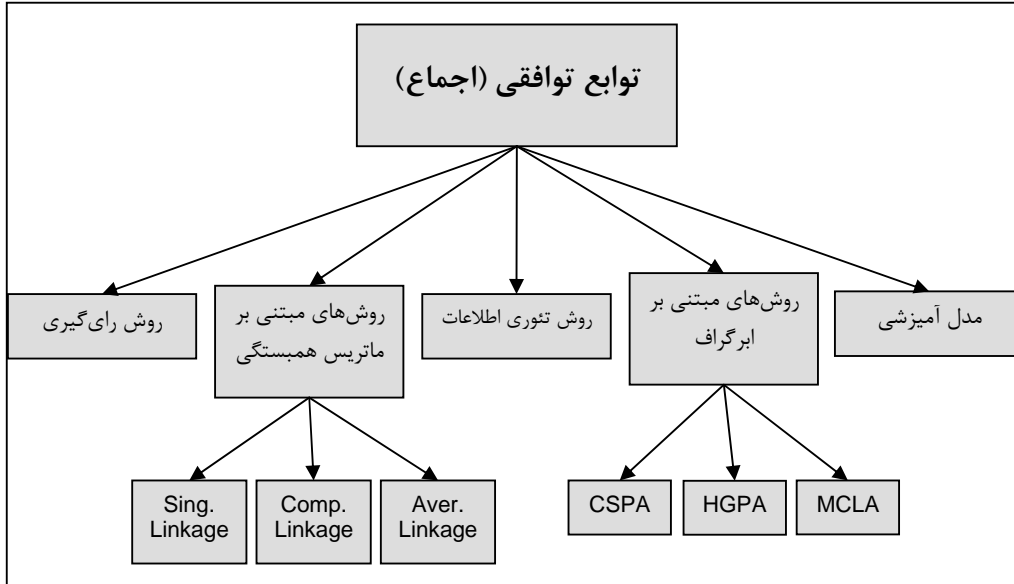 توابع توافقی (اجماع)
مدل آمیزشی
روش‌های مبتنی بر
ابرگراف
روش تئوری اطلاعات
روش‌های مبتنی بر
ماتریس همبستگی
روش رای‌گیری
Sing.
Linkage
Comp.
Linkage
Aver.
Linkage
CSPA
HGPA
MCLA